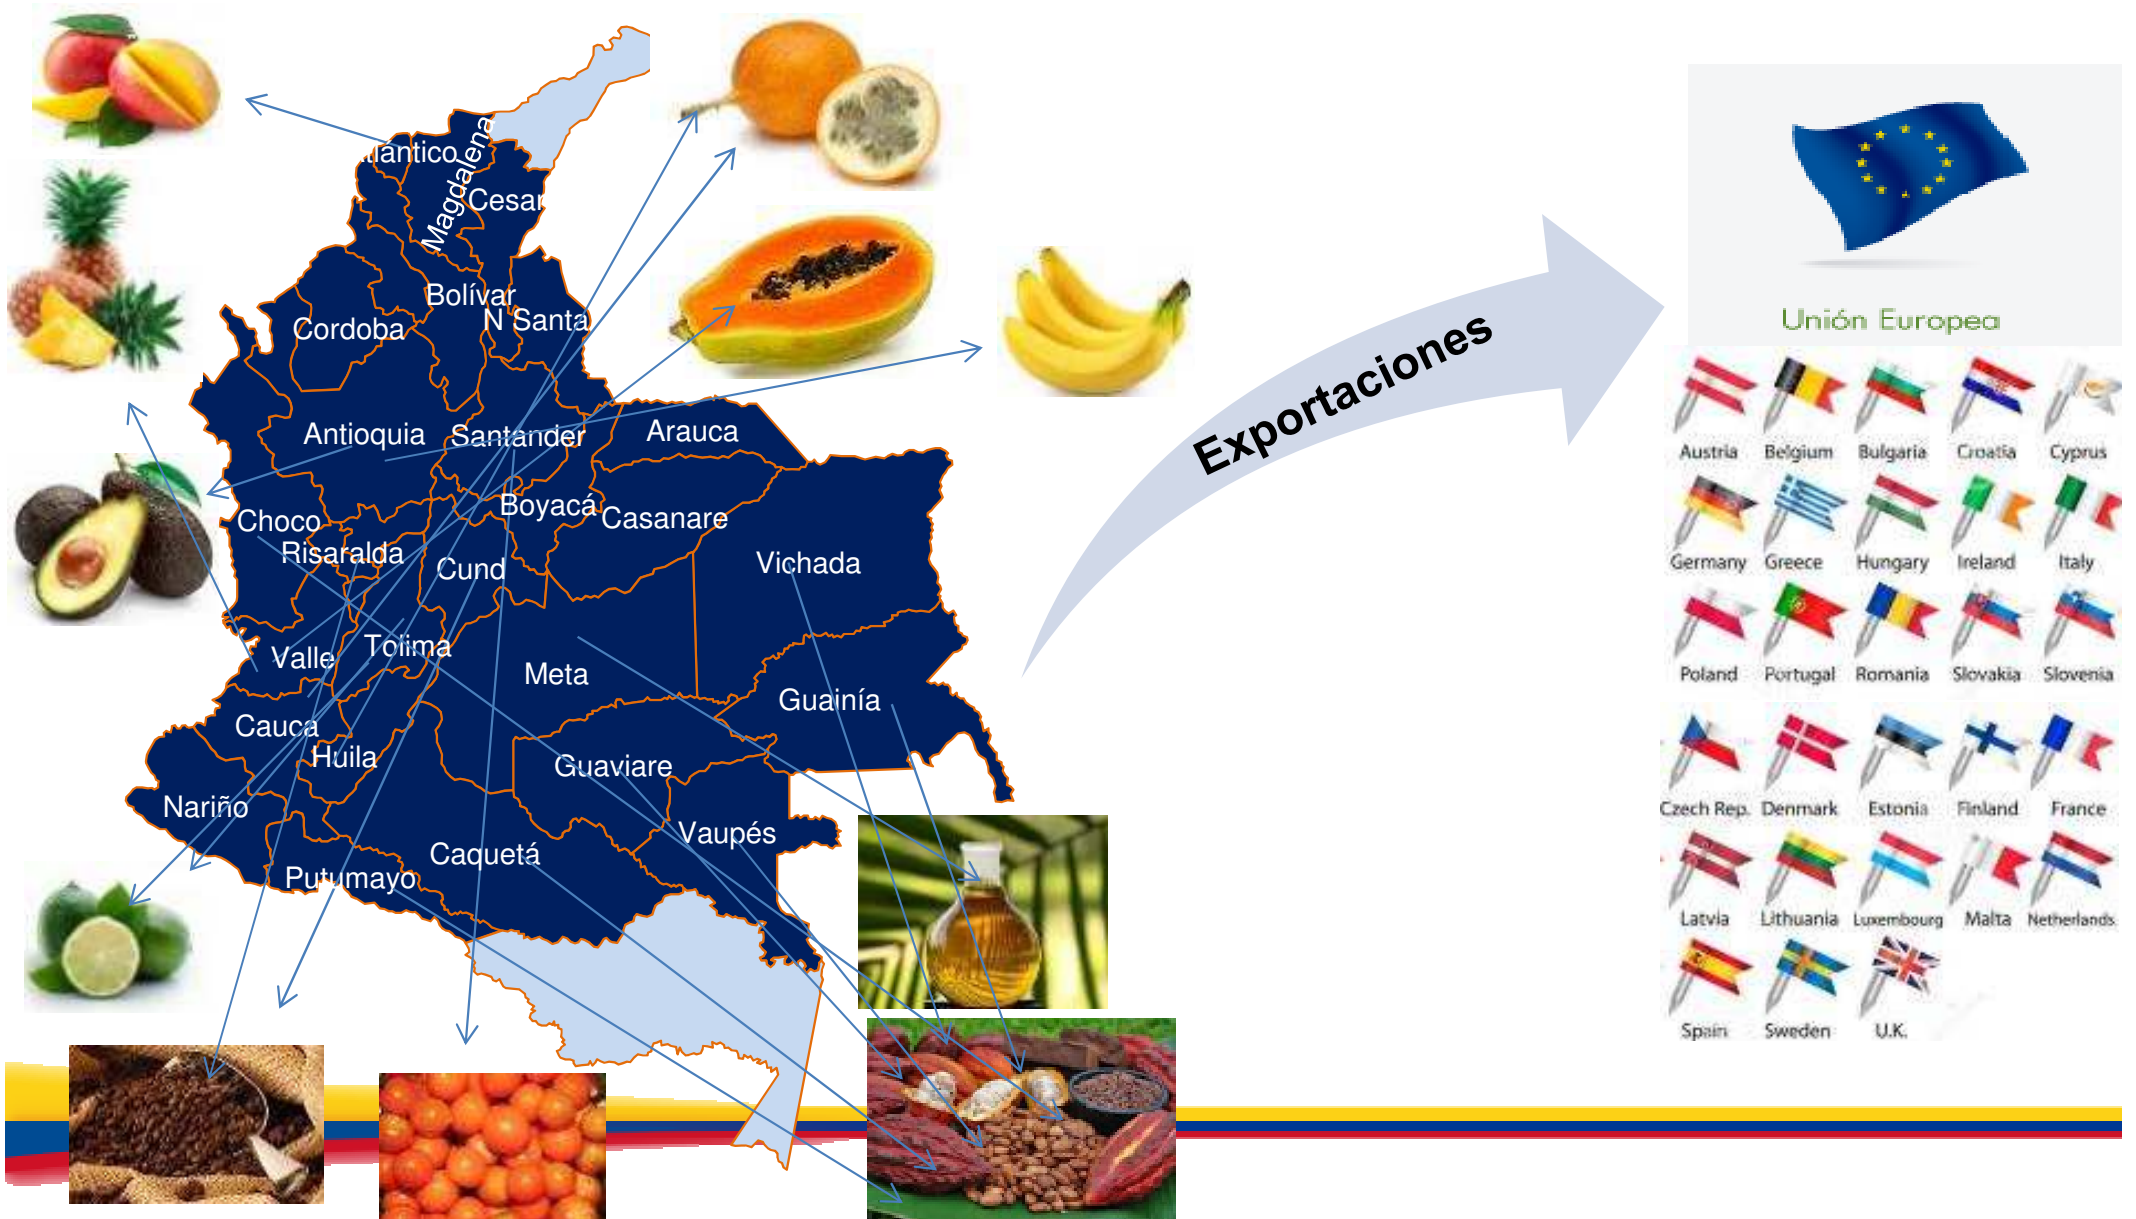 tlántico
Magdalena
Cesar
Bolívar
N Santa
Cordoba
Antioquia
Santander
Arauca
Boyacá
Casanare
Choco
Risaralda
Cund
Vichada
Tolima
Valle
Meta
Guainía
Cauca
Huila
Guaviare
Nariño
Vaupés
Caquetá
Putumayo
Exportaciones
Unión Europea
Austria Belgium Bulgaria Croatia Cyprus
Germany Greece Hungary Ireland Italy
Poland Portugal Romania Slovakia Slovenia
Czech Rep. Denmark Estonia Finland France
Latvia Lithuania Luxembourg Malta Netherlands
Spain Sweden U.K.